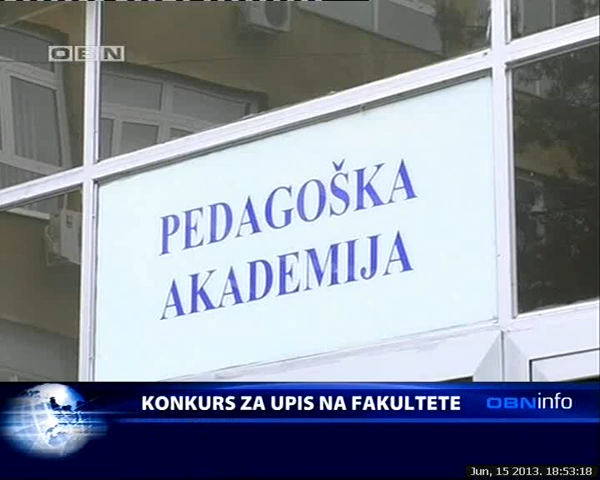 OBN
PEDAGOŠKA
AKADEMIJA
KONKURS ZA UPIS NA FAKULTETE
OBNinfo
Jun, 15 2013. 18:53:18